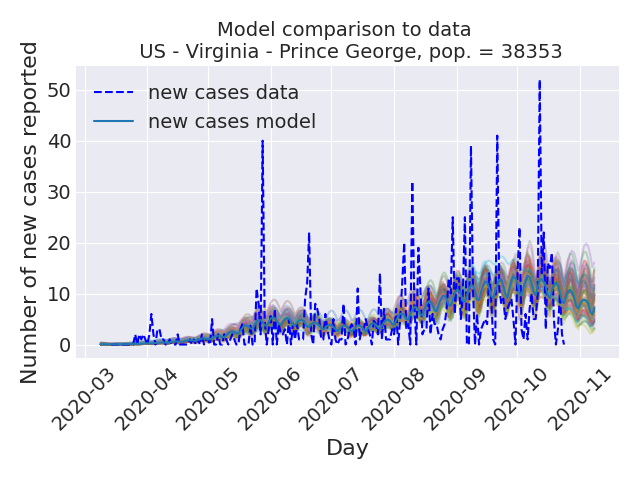 Model comparison to data
US - Virginia - Prince George, pop. = 38353
Number of new cases reported
50
40
30
20
10
0
new cases data
new cases model
2020-03
2020-04
2020-05
2020-06
2020-07
2020-08
2020-09
2020-10
2020-11
Day